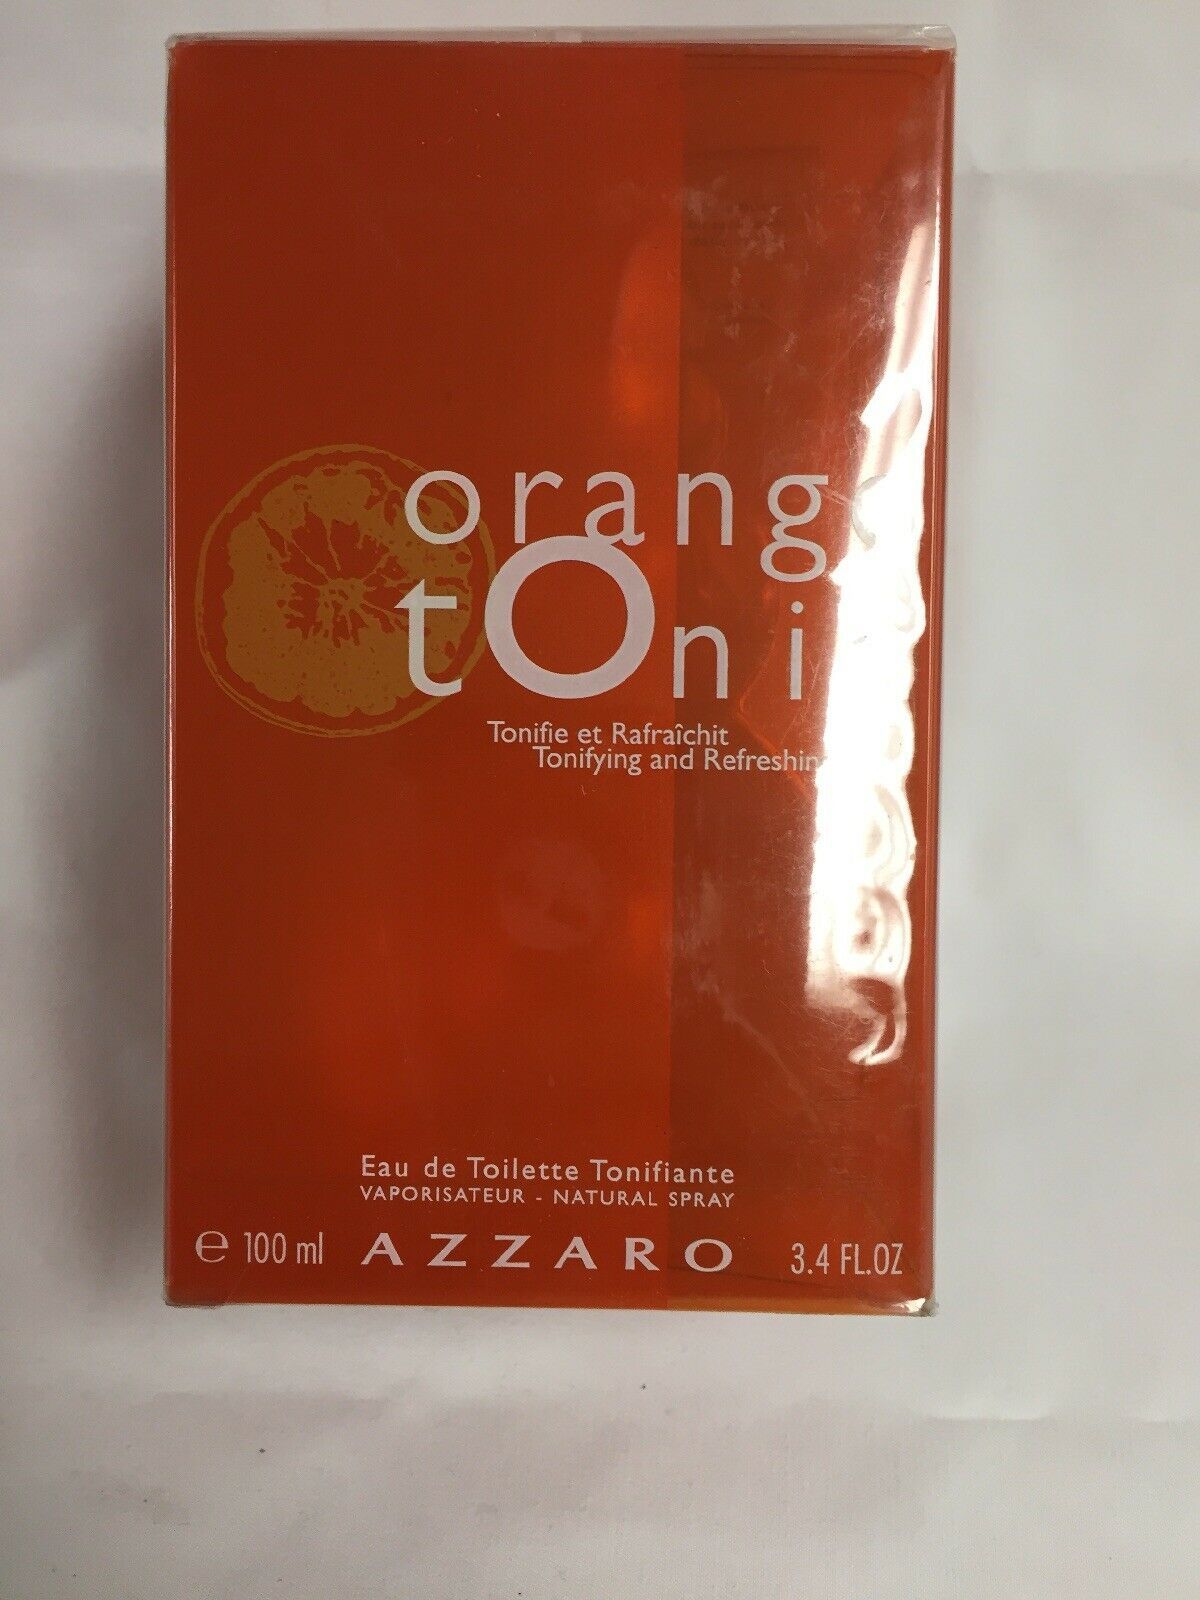 orang
tOni
Tonifie et Rafraîchit
Tonifying and Refreshin
Eau de Toilette Tonifiante
VAPORISATEUR - NATURAL SPRAY
℮ 100 ml AZZARO 3.4 FL.OZ